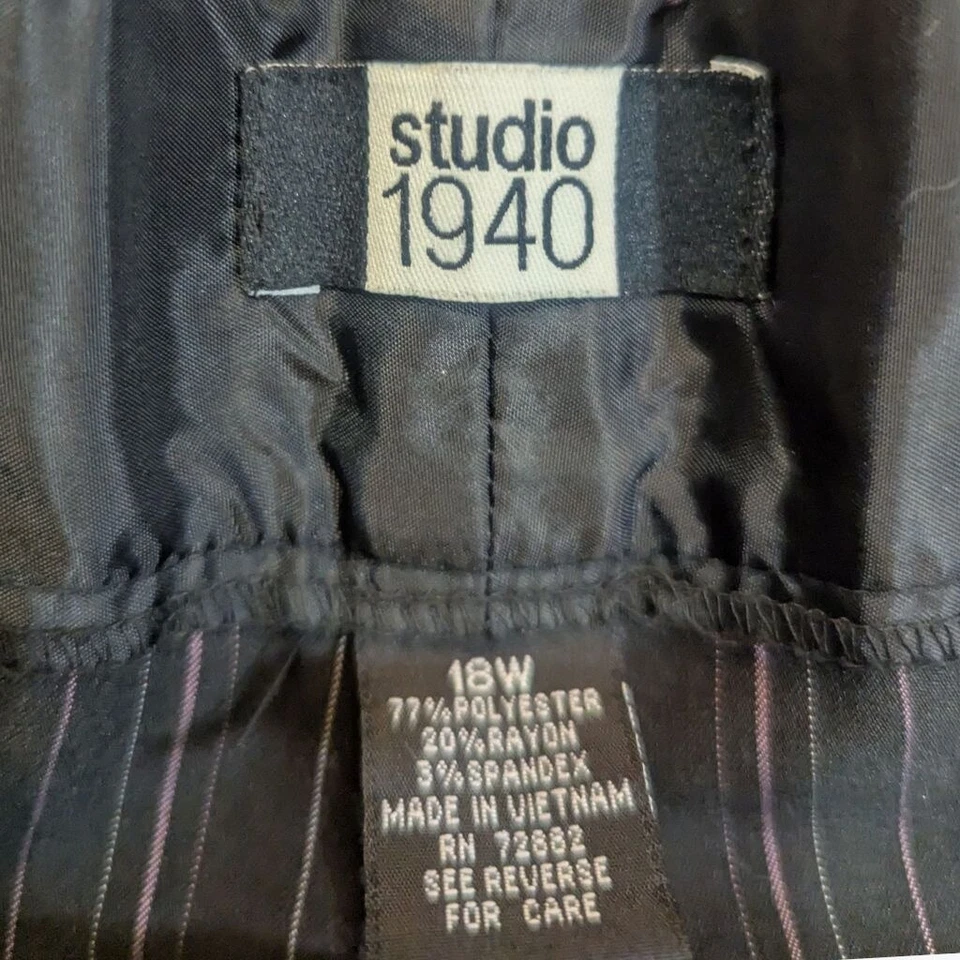 studio
1940
18W
77%POLYESTER
20%RAYON
3%SPANDEX
MADE IN VIETNAM
RN 72882
SEE REVERSE
FOR CARE